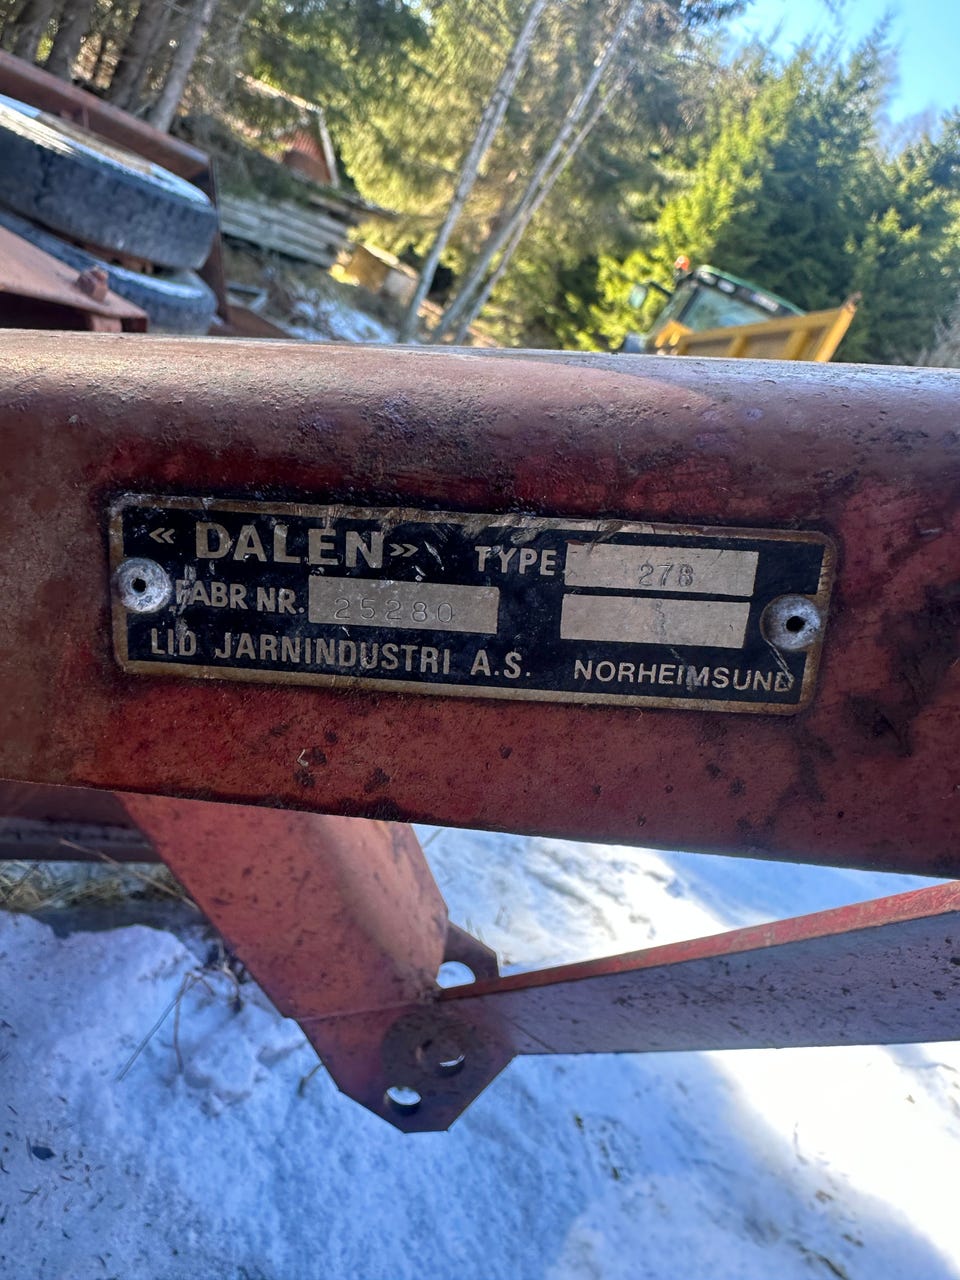 « DALEN » TYPE 278
FABR NR. 25280
LID JARNINDUSTRI A.S. NORHEIMSUND